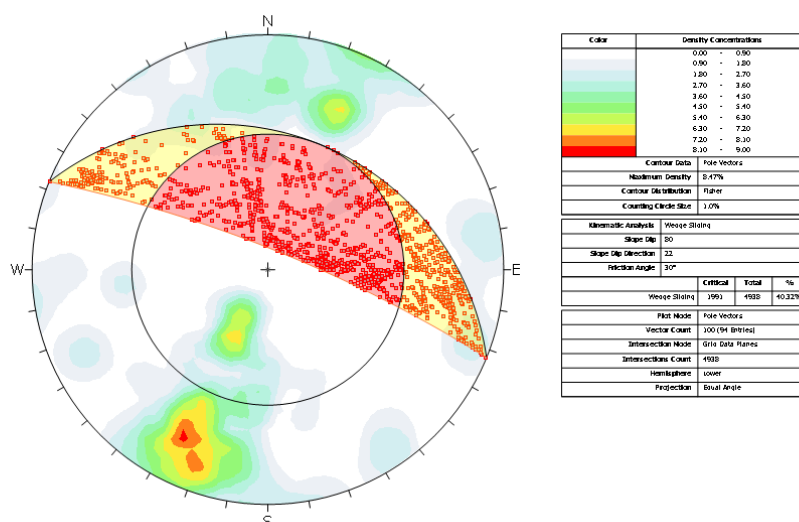 N
W
E
S
Color Density Concentrations
0.00 - 0.90
0.90 - 1.80
1.80 - 2.70
2.70 - 3.60
3.60 - 4.50
4.50 - 5.40
5.40 - 6.30
6.30 - 7.20
7.20 - 8.10
8.10 - 9.00
Contour Data Pole Vectors
Maximum Density 8.47%
Contour Distribution Fisher
Counting Circle Size 1.0%
Kinematic Analysis Wedge Sliding
Slope Dip 80
Slope Dip Direction 22
Friction Angle 30°
Critical Total %
Wedge Sliding 1991 4938 40.32%
Plot Mode Pole Vectors
Vector Count 100 (94 Entries)
Intersection Mode Grid Data Planes
Intersections Count 4938
Hemisphere Lower
Projection Equal Angle